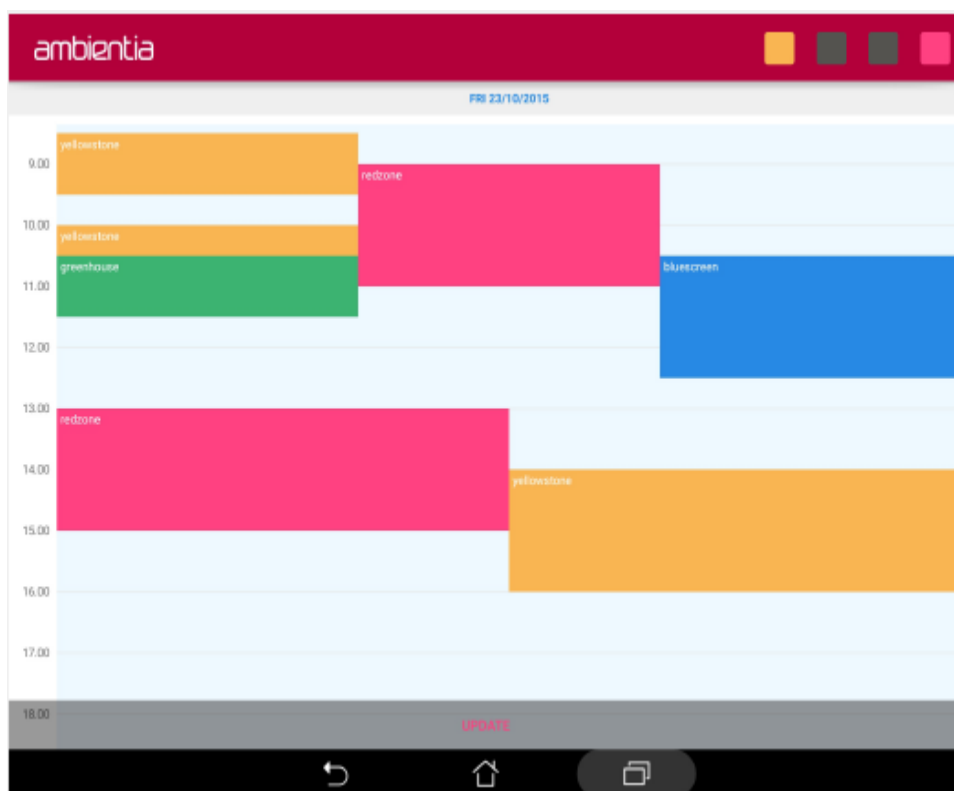 ambientia
FRI 23/10/2015
yellowstone
9.00
redzone
10.00
yellowstone
greenhouse
bluescreen
11.00
12.00
13.00
redzone
14.00
yellowstone
15.00
16.00
17.00
18.00
UPDATE